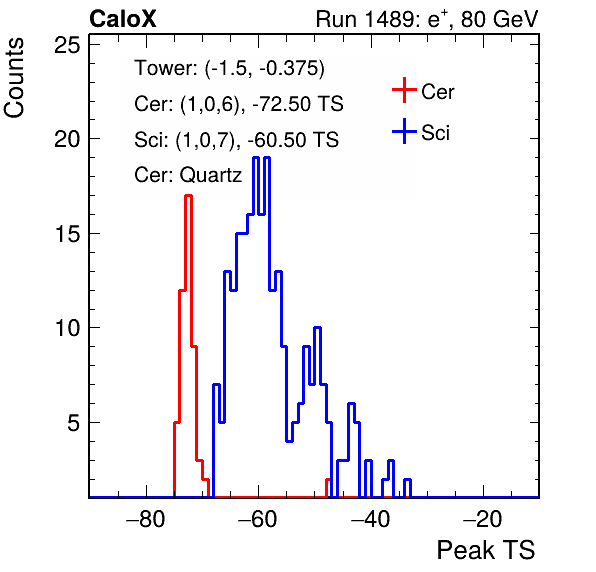 CaloX Run 1489: e⁺, 80 GeV
Counts
25
20
15
10
5
Tower: (-1.5, -0.375)
Cer: (1,0,6), -72.50 TS
Sci: (1,0,7), -60.50 TS
Cer: Quartz
Cer
Sci
−80 −60 −40 −20
Peak TS